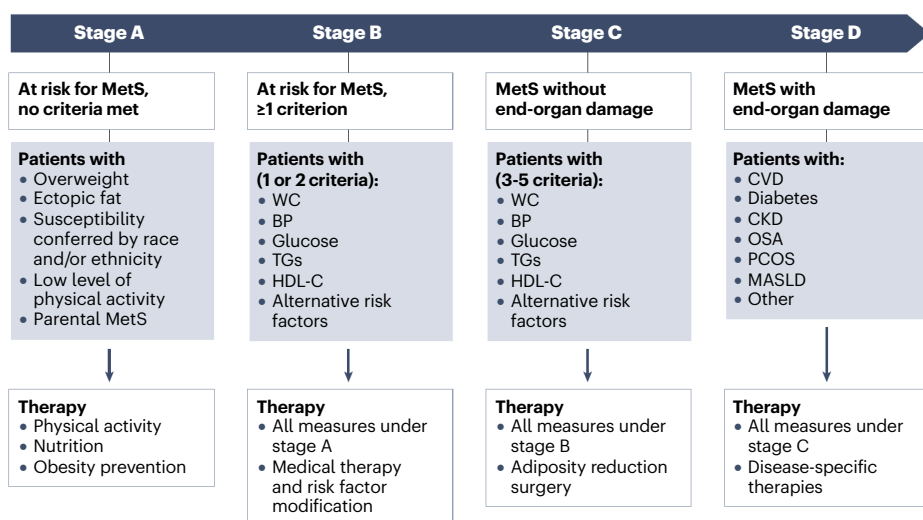 Stage A
Stage B
Stage C
Stage D
At risk for MetS,
no criteria met
At risk for MetS,
≥1 criterion
MetS without
end-organ damage
MetS with
end-organ damage
Patients with
• Overweight
• Ectopic fat
• Susceptibility
conferred by race
and/or ethnicity
• Low level of
physical activity
• Parental MetS
Patients with
(1 or 2 criteria):
• WC
• BP
• Glucose
• TGs
• HDL-C
• Alternative risk
factors
Patients with
(3-5 criteria):
• WC
• BP
• Glucose
• TGs
• HDL-C
• Alternative risk
factors
Patients with:
• CVD
• Diabetes
• CKD
• OSA
• PCOS
• MASLD
• Other
Therapy
• Physical activity
• Nutrition
• Obesity prevention
Therapy
• All measures under
stage A
• Medical therapy
and risk factor
modification
Therapy
• All measures under
stage B
• Adiposity reduction
surgery
Therapy
• All measures under
stage C
• Disease-specific
therapies